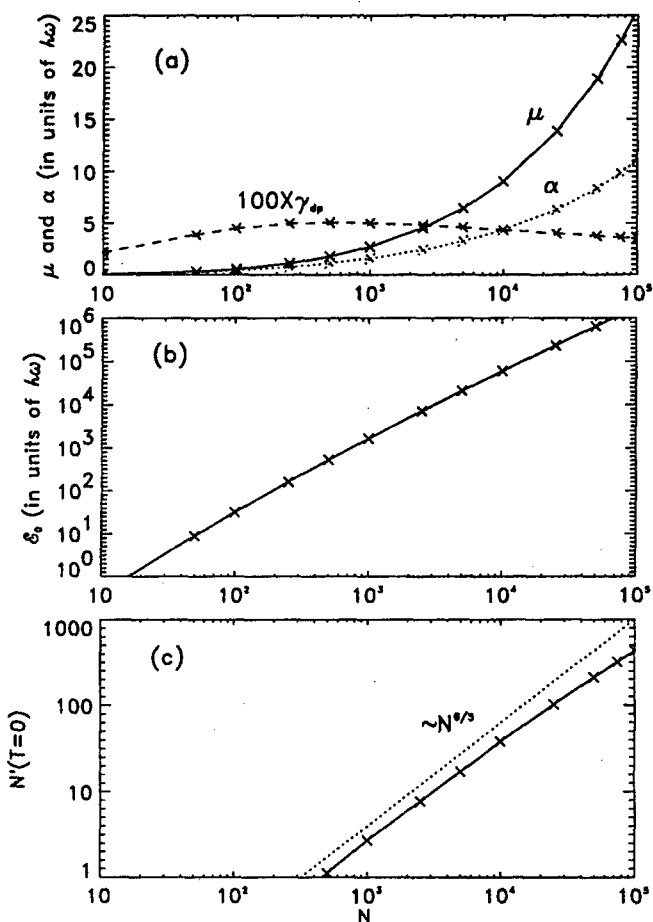 μ and α (in units of ħω)
25
20
15
10
5
0
(a)
μ
α
100Xγdp
10 10² 10³ 10⁴ 10⁵
ℰ₀ (in units of ħω)
10⁶
10⁵
10⁴
10³
10²
10¹
10⁰
(b)
10 10² 10³ 10⁴ 10⁵
N'(T=0)
1000
100
10
1
(c)
~N⁶/⁵
10 10² 10³ 10⁴ 10⁵
N